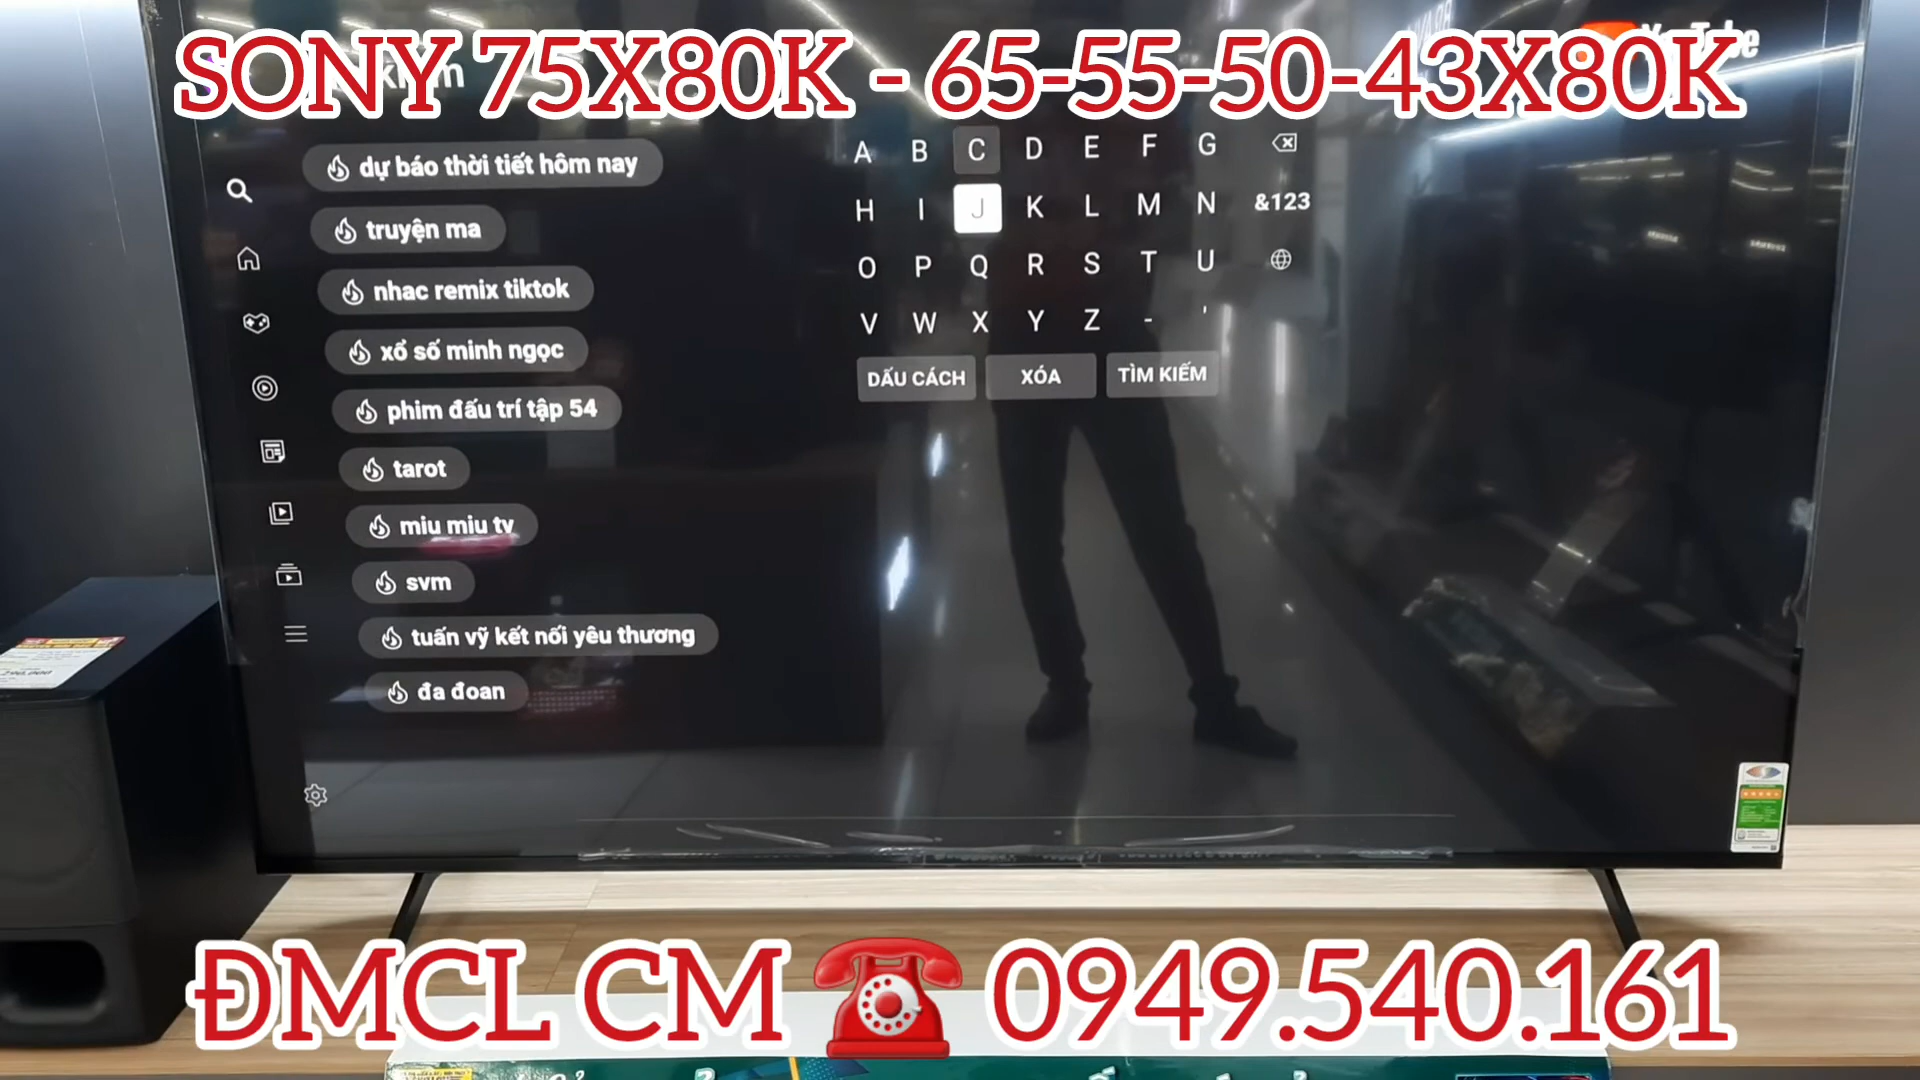 SONY 75X80K - 65-55-50-43X80K
YouTube
dự báo thời tiết hôm nay
truyện ma
nhac remix tiktok
xổ số minh ngọc
phim đấu trí tập 54
tarot
miu miu tv
svm
tuấn vỹ kết nối yêu thương
đa đoan
A B C D E F G
H I J K L M N &123
O P Q R S T U
V W X Y Z - '
DẤU CÁCH XÓA TÌM KIẾM
ĐMCL CM ☎ 0949.540.161